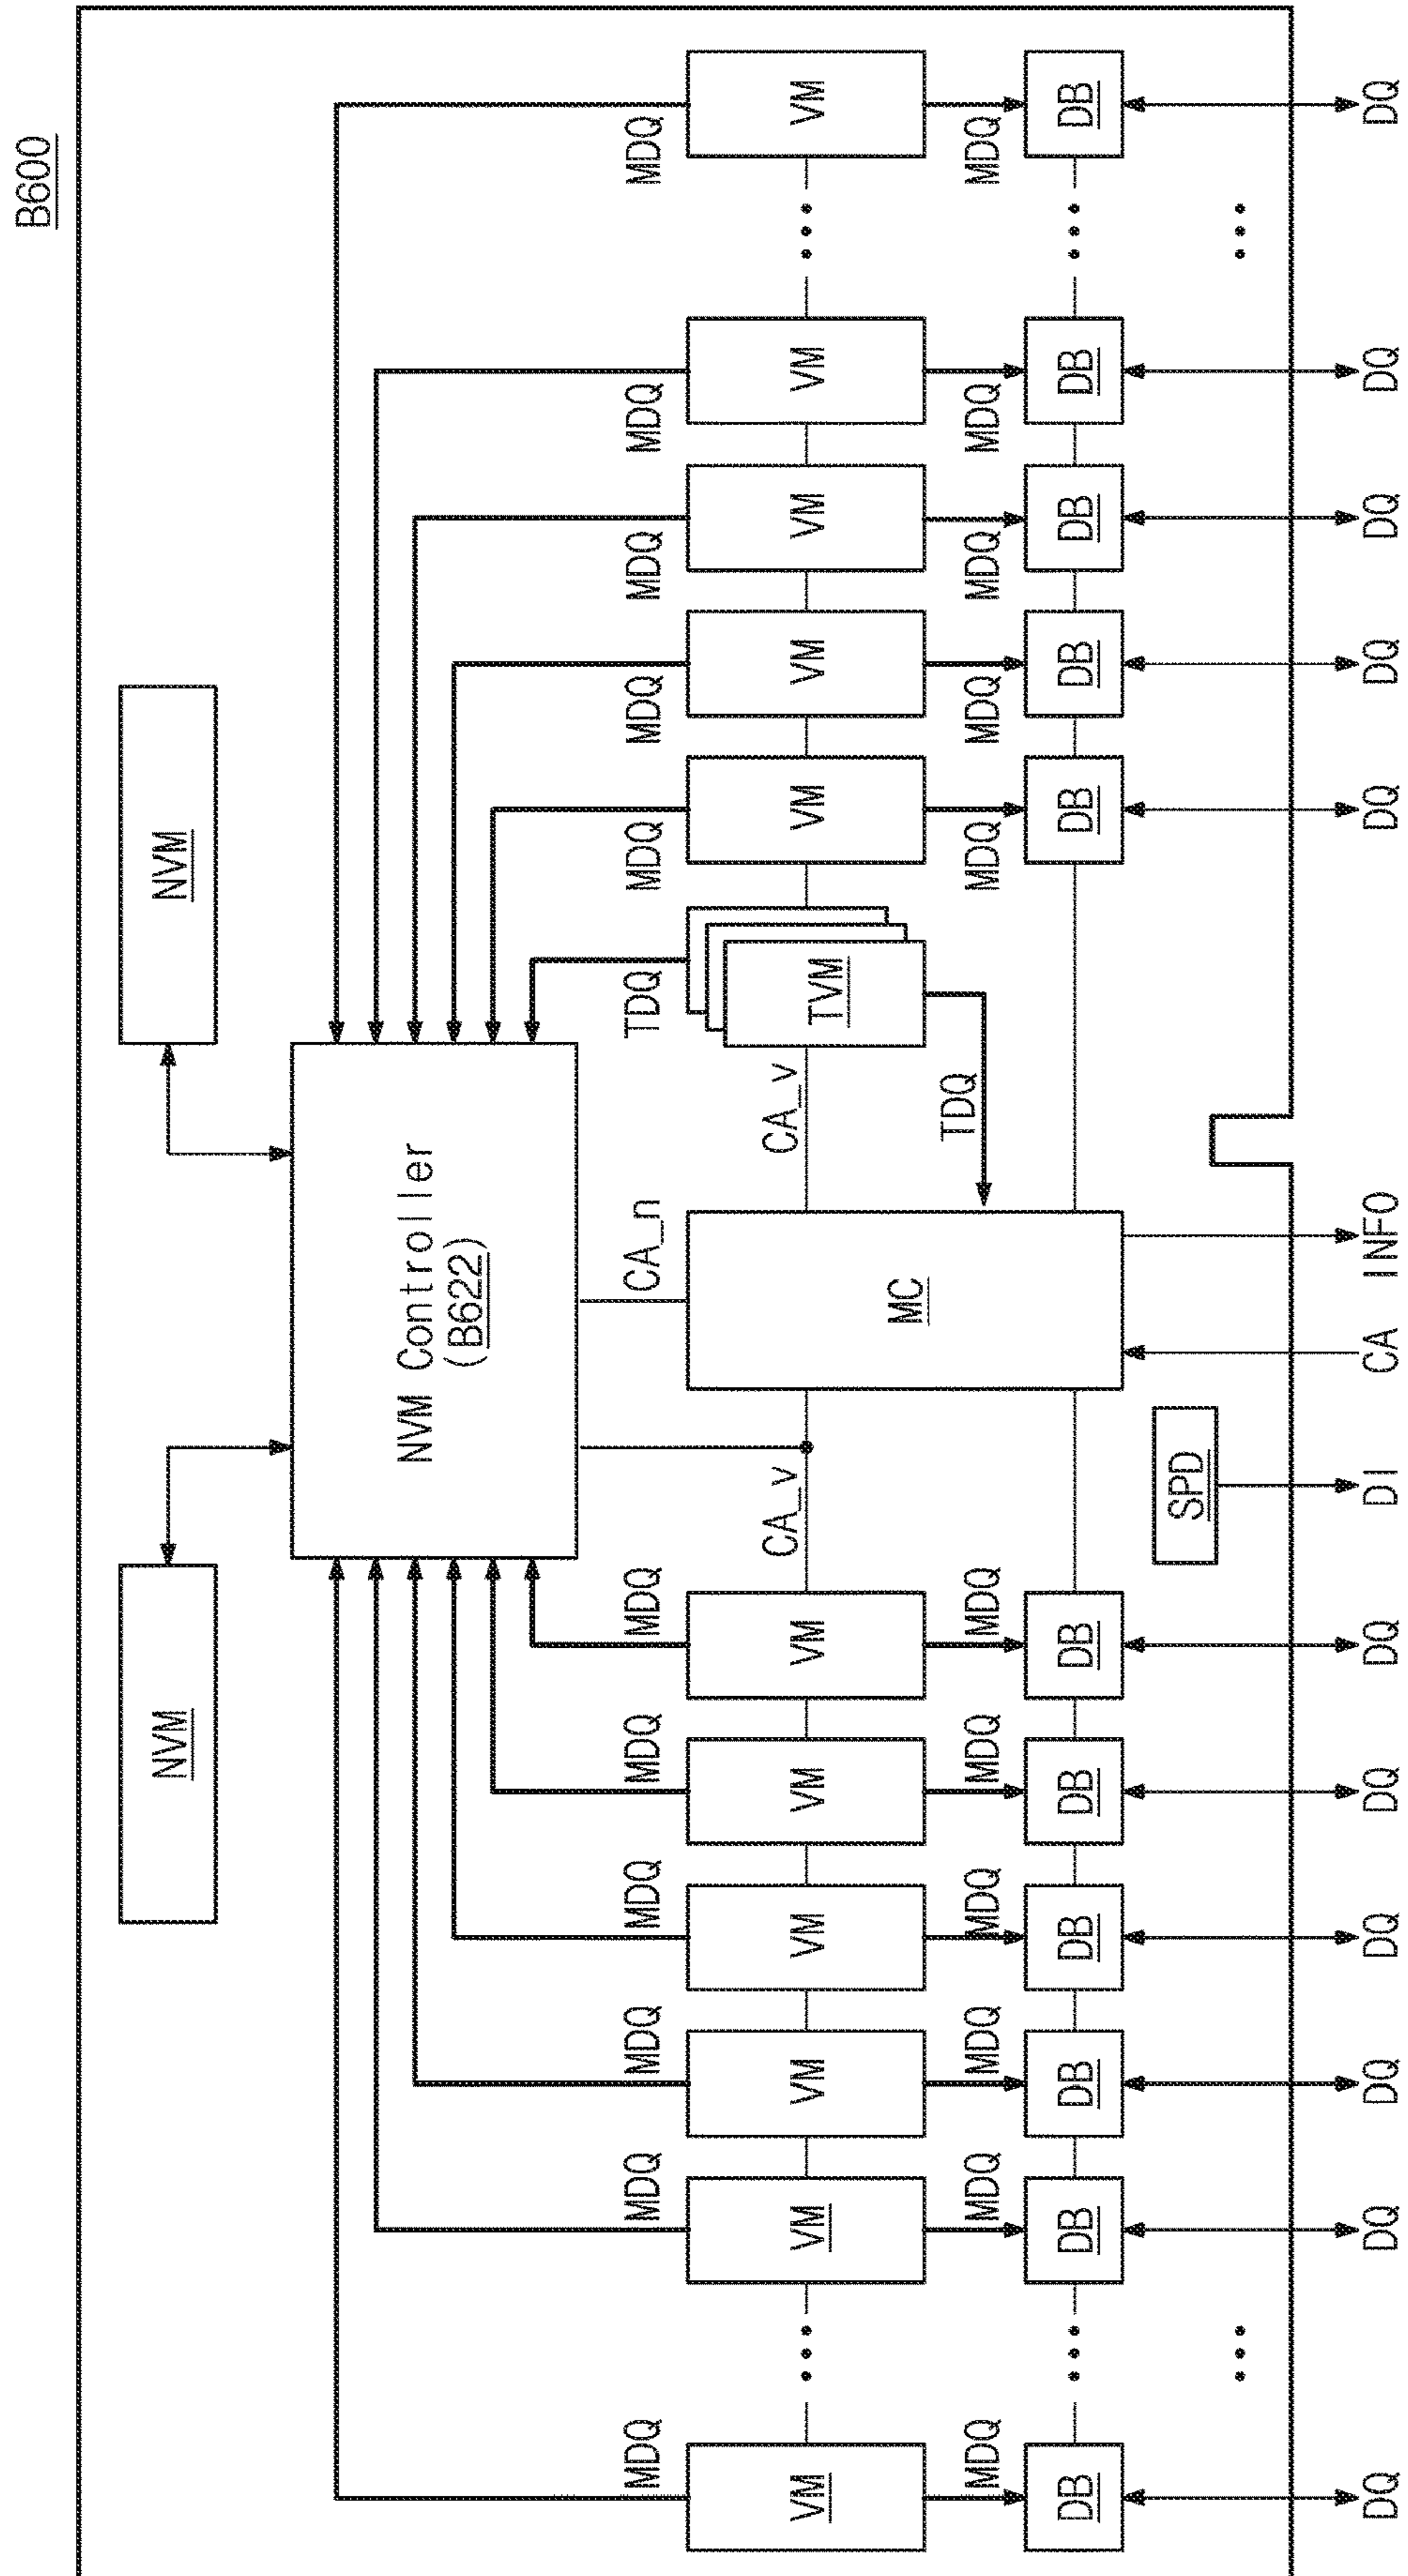 B600
NVM NVM
NVM Controller
(B622)
MDQ MDQ MDQ MDQ MDQ MDQ CA_n TDQ MDQ MDQ MDQ MDQ MDQ
CA_v CA_v
VM ••• VM VM VM VM VM TVM VM VM VM VM ••• VM
MC
MDQ MDQ MDQ MDQ MDQ MDQ TDQ MDQ MDQ MDQ MDQ MDQ
DB ••• DB DB DB DB DB DB DB DB DB ••• DB
SPD
••• •••
DQ DQ DQ DQ DQ DQ DI CA INFO DQ DQ DQ DQ DQ